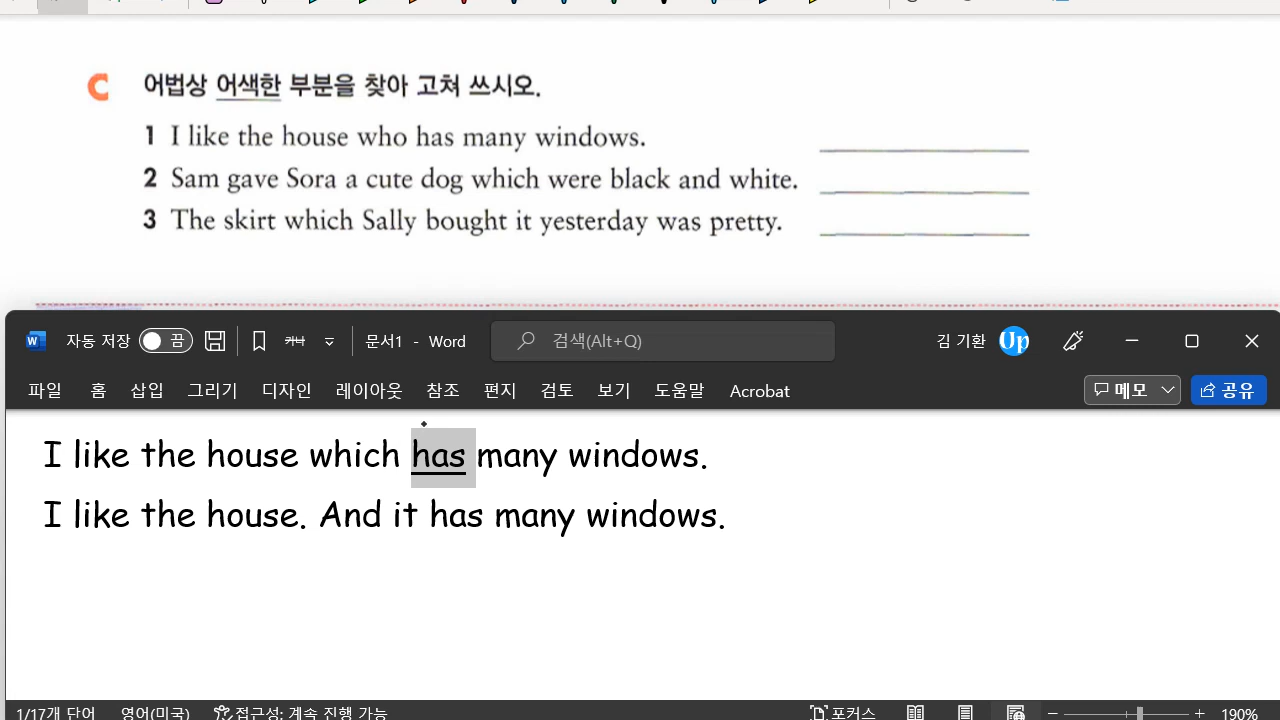 C 어법상 어색한 부분을 찾아 고쳐 쓰시오.
1 I like the house who has many windows.
2 Sam gave Sora a cute dog which were black and white.
3 The skirt which Sally bought it yesterday was pretty.
자동 저장 끔 가나 문서1 - Word 검색(Alt+Q) 김 기환 Up
파일 홈 삽입 그리기 디자인 레이아웃 참조 편지 검토 보기 도움말 Acrobat 메모 공유
I like the house which has many windows.
I like the house. And it has many windows.
1/17개 단어 영어(미국) 접근성: 계속 진행 가능 포커스 190%